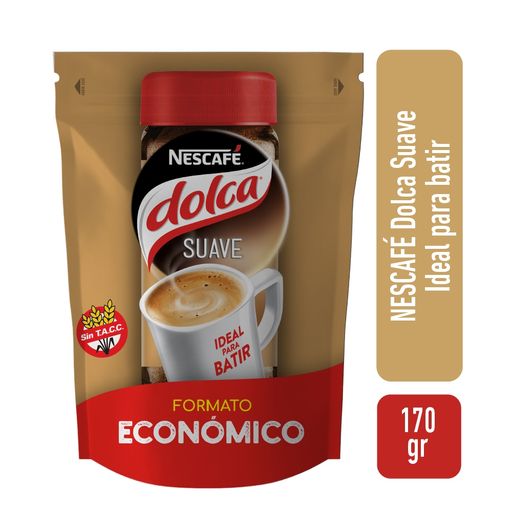 NESCAFÉ
dolca
SUAVE
IDEAL
PARA
BATIR
Sin T.A.C.C.
FORMATO
ECONÓMICO
NESCAFÉ Dolca Suave
Ideal para batir
170
gr